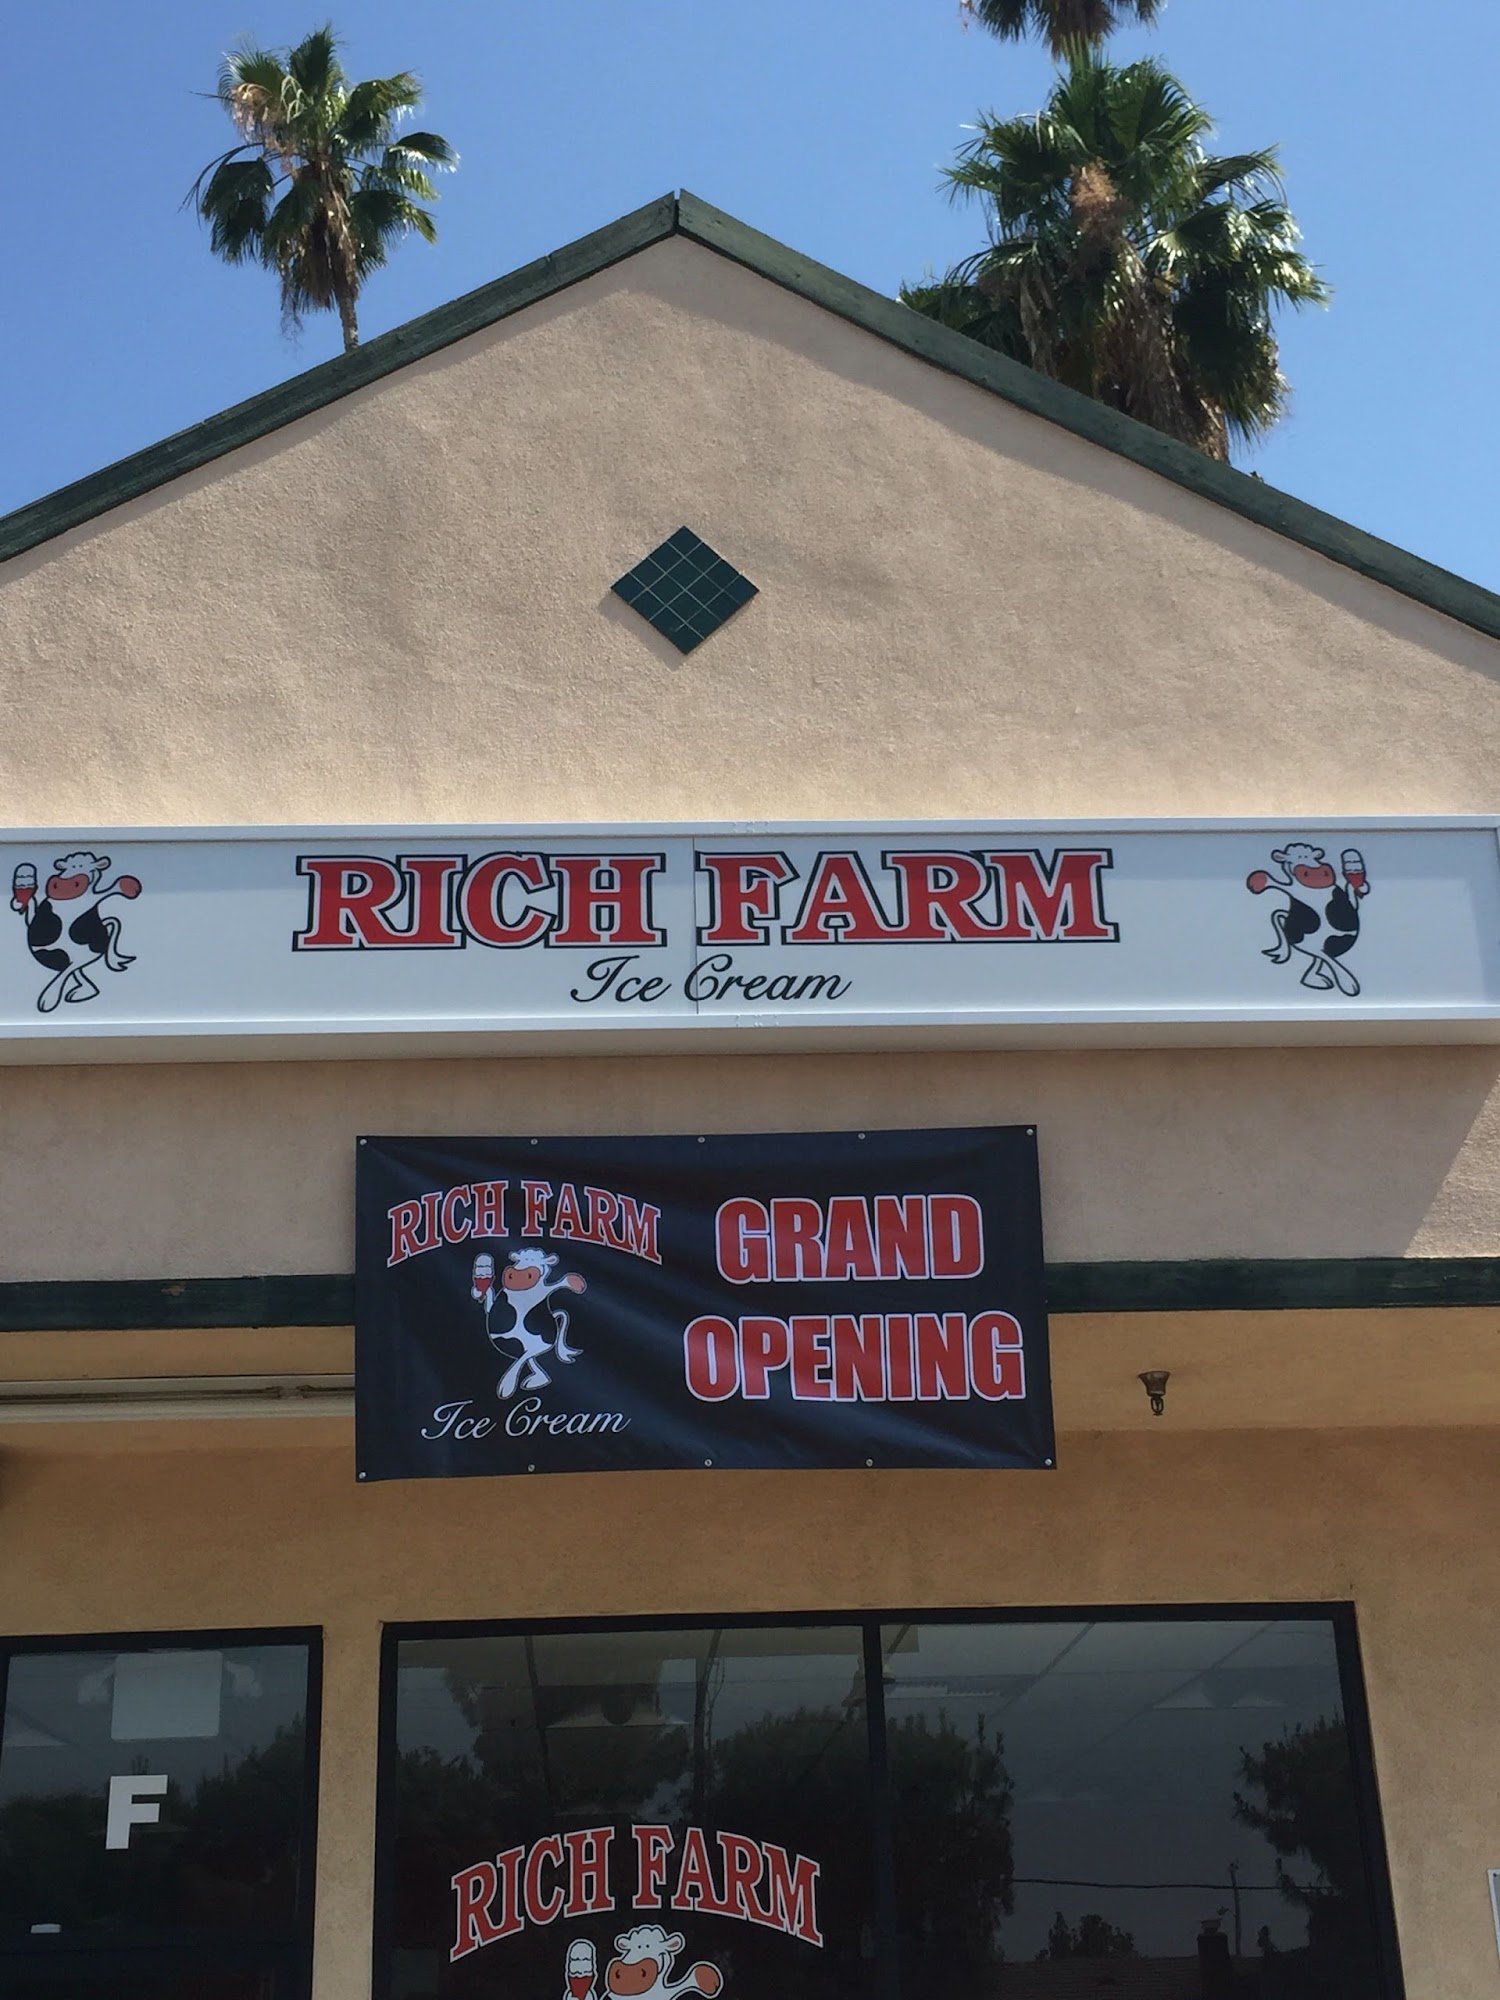 RICH FARM
Ice Cream
RICH FARM
Ice Cream
GRAND
OPENING
F
RICH FARM